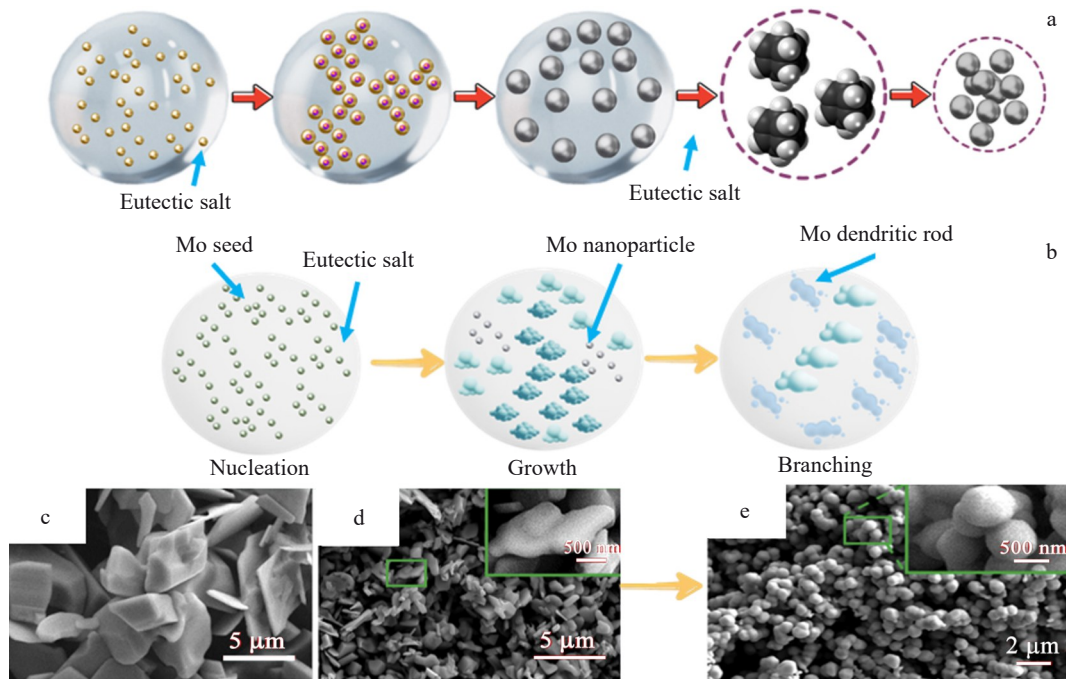 a
Eutectic salt
Eutectic salt
b
Mo seed
Eutectic salt
Mo nanoparticle
Mo dendritic rod
Nucleation
Growth
Branching
c
5 μm
d
500 nm
5 μm
e
500 nm
2 μm